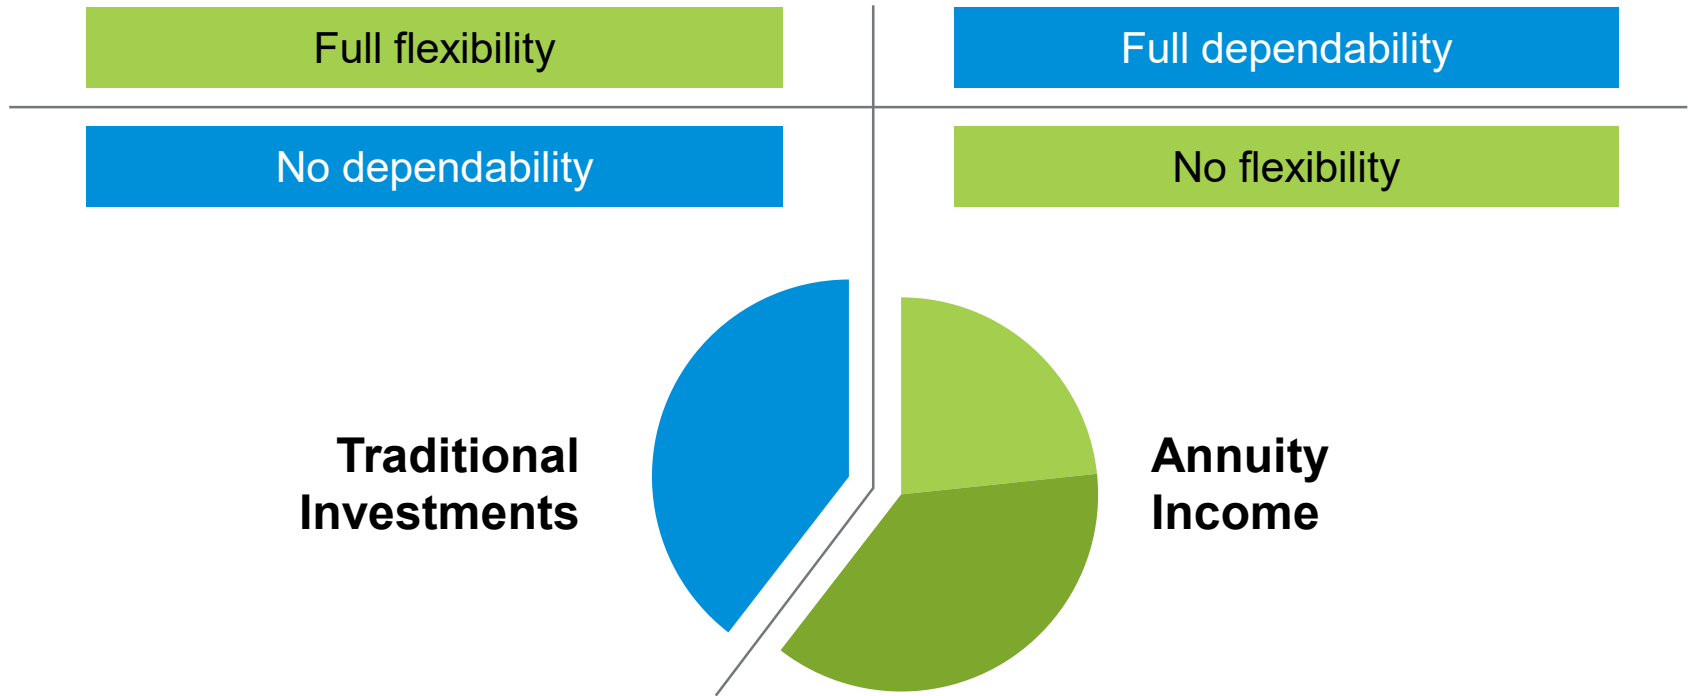 Full flexibility
Full dependability
No dependability
No flexibility
Traditional
Investments
Annuity
Income